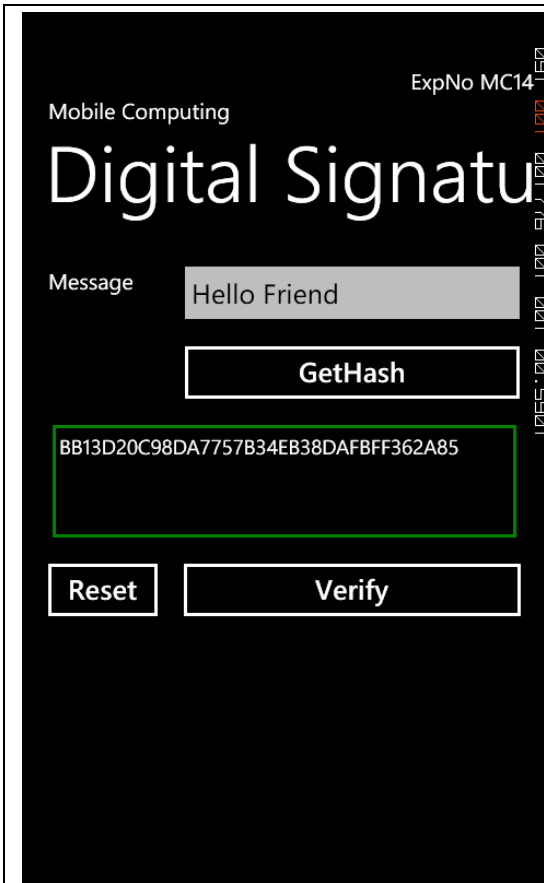 ExpNo MC14
Mobile Computing
Digital Signatu
Message
Hello Friend
GetHash
BB13D20C98DA7757B34EB38DAFBFF362A85
Reset
Verify